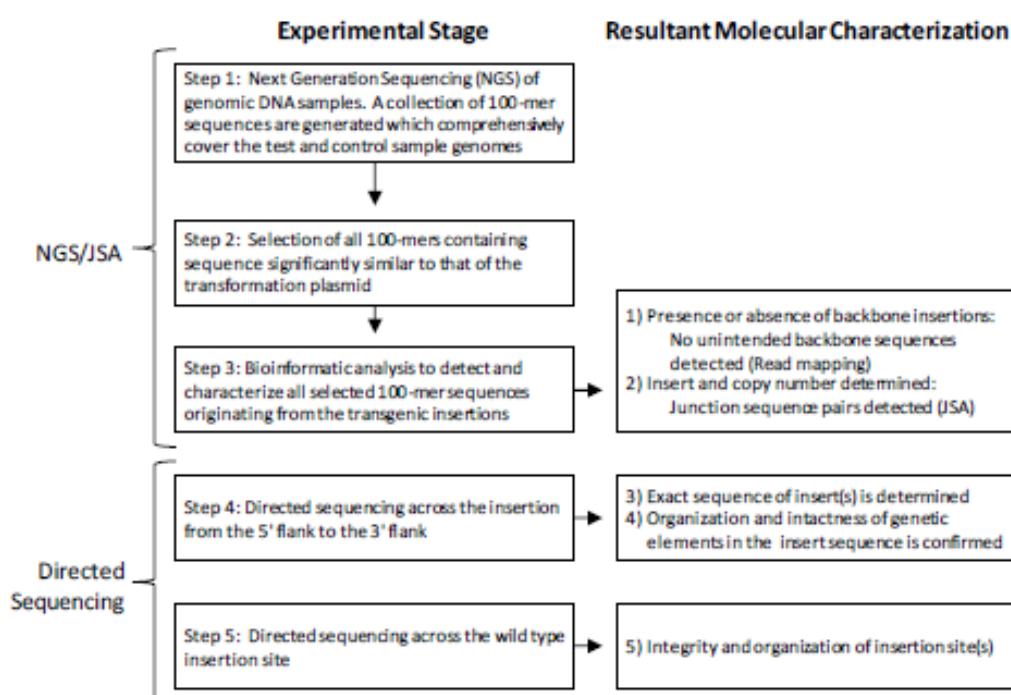 Experimental Stage
Resultant Molecular Characterization
NGS/JSA
Step 1: Next Generation Sequencing (NGS) of
genomic DNA samples. A collection of 100-mer
sequences are generated which comprehensively
cover the test and control sample genomes
Step 2: Selection of all 100-mers containing
sequence significantly similar to that of the
transformation plasmid
Step 3: Bioinformatic analysis to detect and
characterize all selected 100-mer sequences
originating from the transgenic insertions
1) Presence or absence of backbone insertions:
No unintended backbone sequences
detected (Read mapping)
2) Insert and copy number determined:
Junction sequence pairs detected (JSA)
Directed
Sequencing
Step 4: Directed sequencing across the insertion
from the 5' flank to the 3' flank
3) Exact sequence of insert(s) is determined
4) Organization and intactness of genetic
elements in the insert sequence is confirmed
Step 5: Directed sequencing across the wild type
insertion site
5) Integrity and organization of insertion site(s)